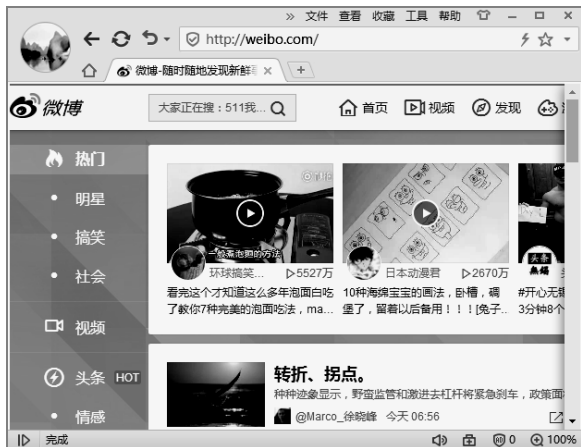 » 文件 查看 收藏 工具 帮助
http://weibo.com/
微博-随时随地发现新鲜
微博
大家正在搜：511我...
首页 视频 发现
热门
明星
搞笑
社会
视频
头条 HOT
情感
一般煮泡面的方法
环球搞笑... 5527万
看完这个才知道这么多年泡面白吃
了教你7种完美的泡面吃法，ma...
日本动漫君 2670万
10种海绵宝宝的画法，卧槽，碉
堡了，留着以后备用！！！[兔子..
头条
#开心无锡
3分钟8个
转折、拐点。
种种迹象显示，野蛮监管和激进去杠杆将紧急刹车，政策面
@Marco_徐晓峰 今天 06:56
完成
0
100%